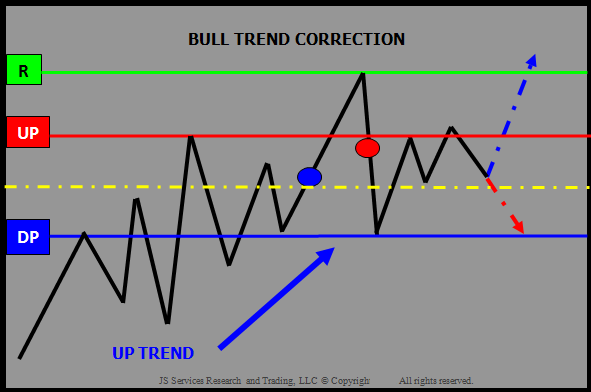 BULL TREND CORRECTION
R
UP
DP
UP TREND
JS Services Research and Trading, LLC © Copyright All rights reserved.